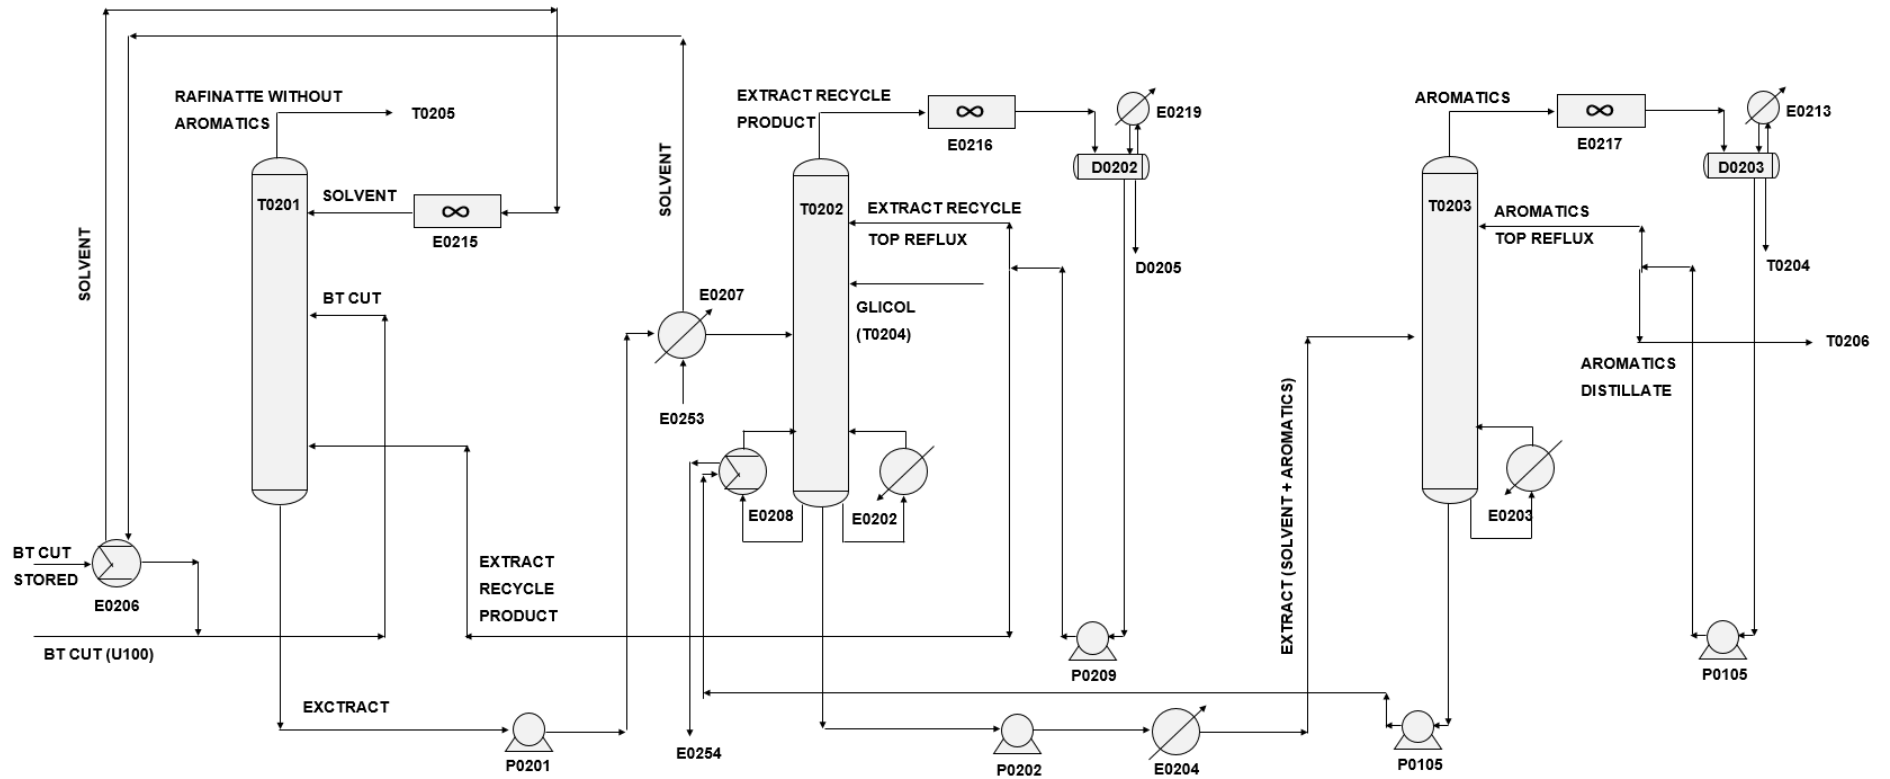 RAFINATTE WITHOUT
AROMATICS
T0205
EXTRACT RECYCLE
PRODUCT
E0216
E0219
D0202
AROMATICS
E0217
E0213
D0203
SOLVENT
T0201
SOLVENT
E0215
SOLVENT
T0202
EXTRACT RECYCLE
TOP REFLUX
D0205
T0203
AROMATICS
TOP REFLUX
T0204
BT CUT
E0207
GLICOL
(T0204)
T0206
AROMATICS
DISTILLATE
E0253
E0208
E0202
E0203
EXTRACT (SOLVENT + AROMATICS)
BT CUT
STORED
E0206
EXTRACT
RECYCLE
PRODUCT
BT CUT (U100)
P0209
P0105
EXCTRACT
P0201
E0254
P0202
E0204
P0105